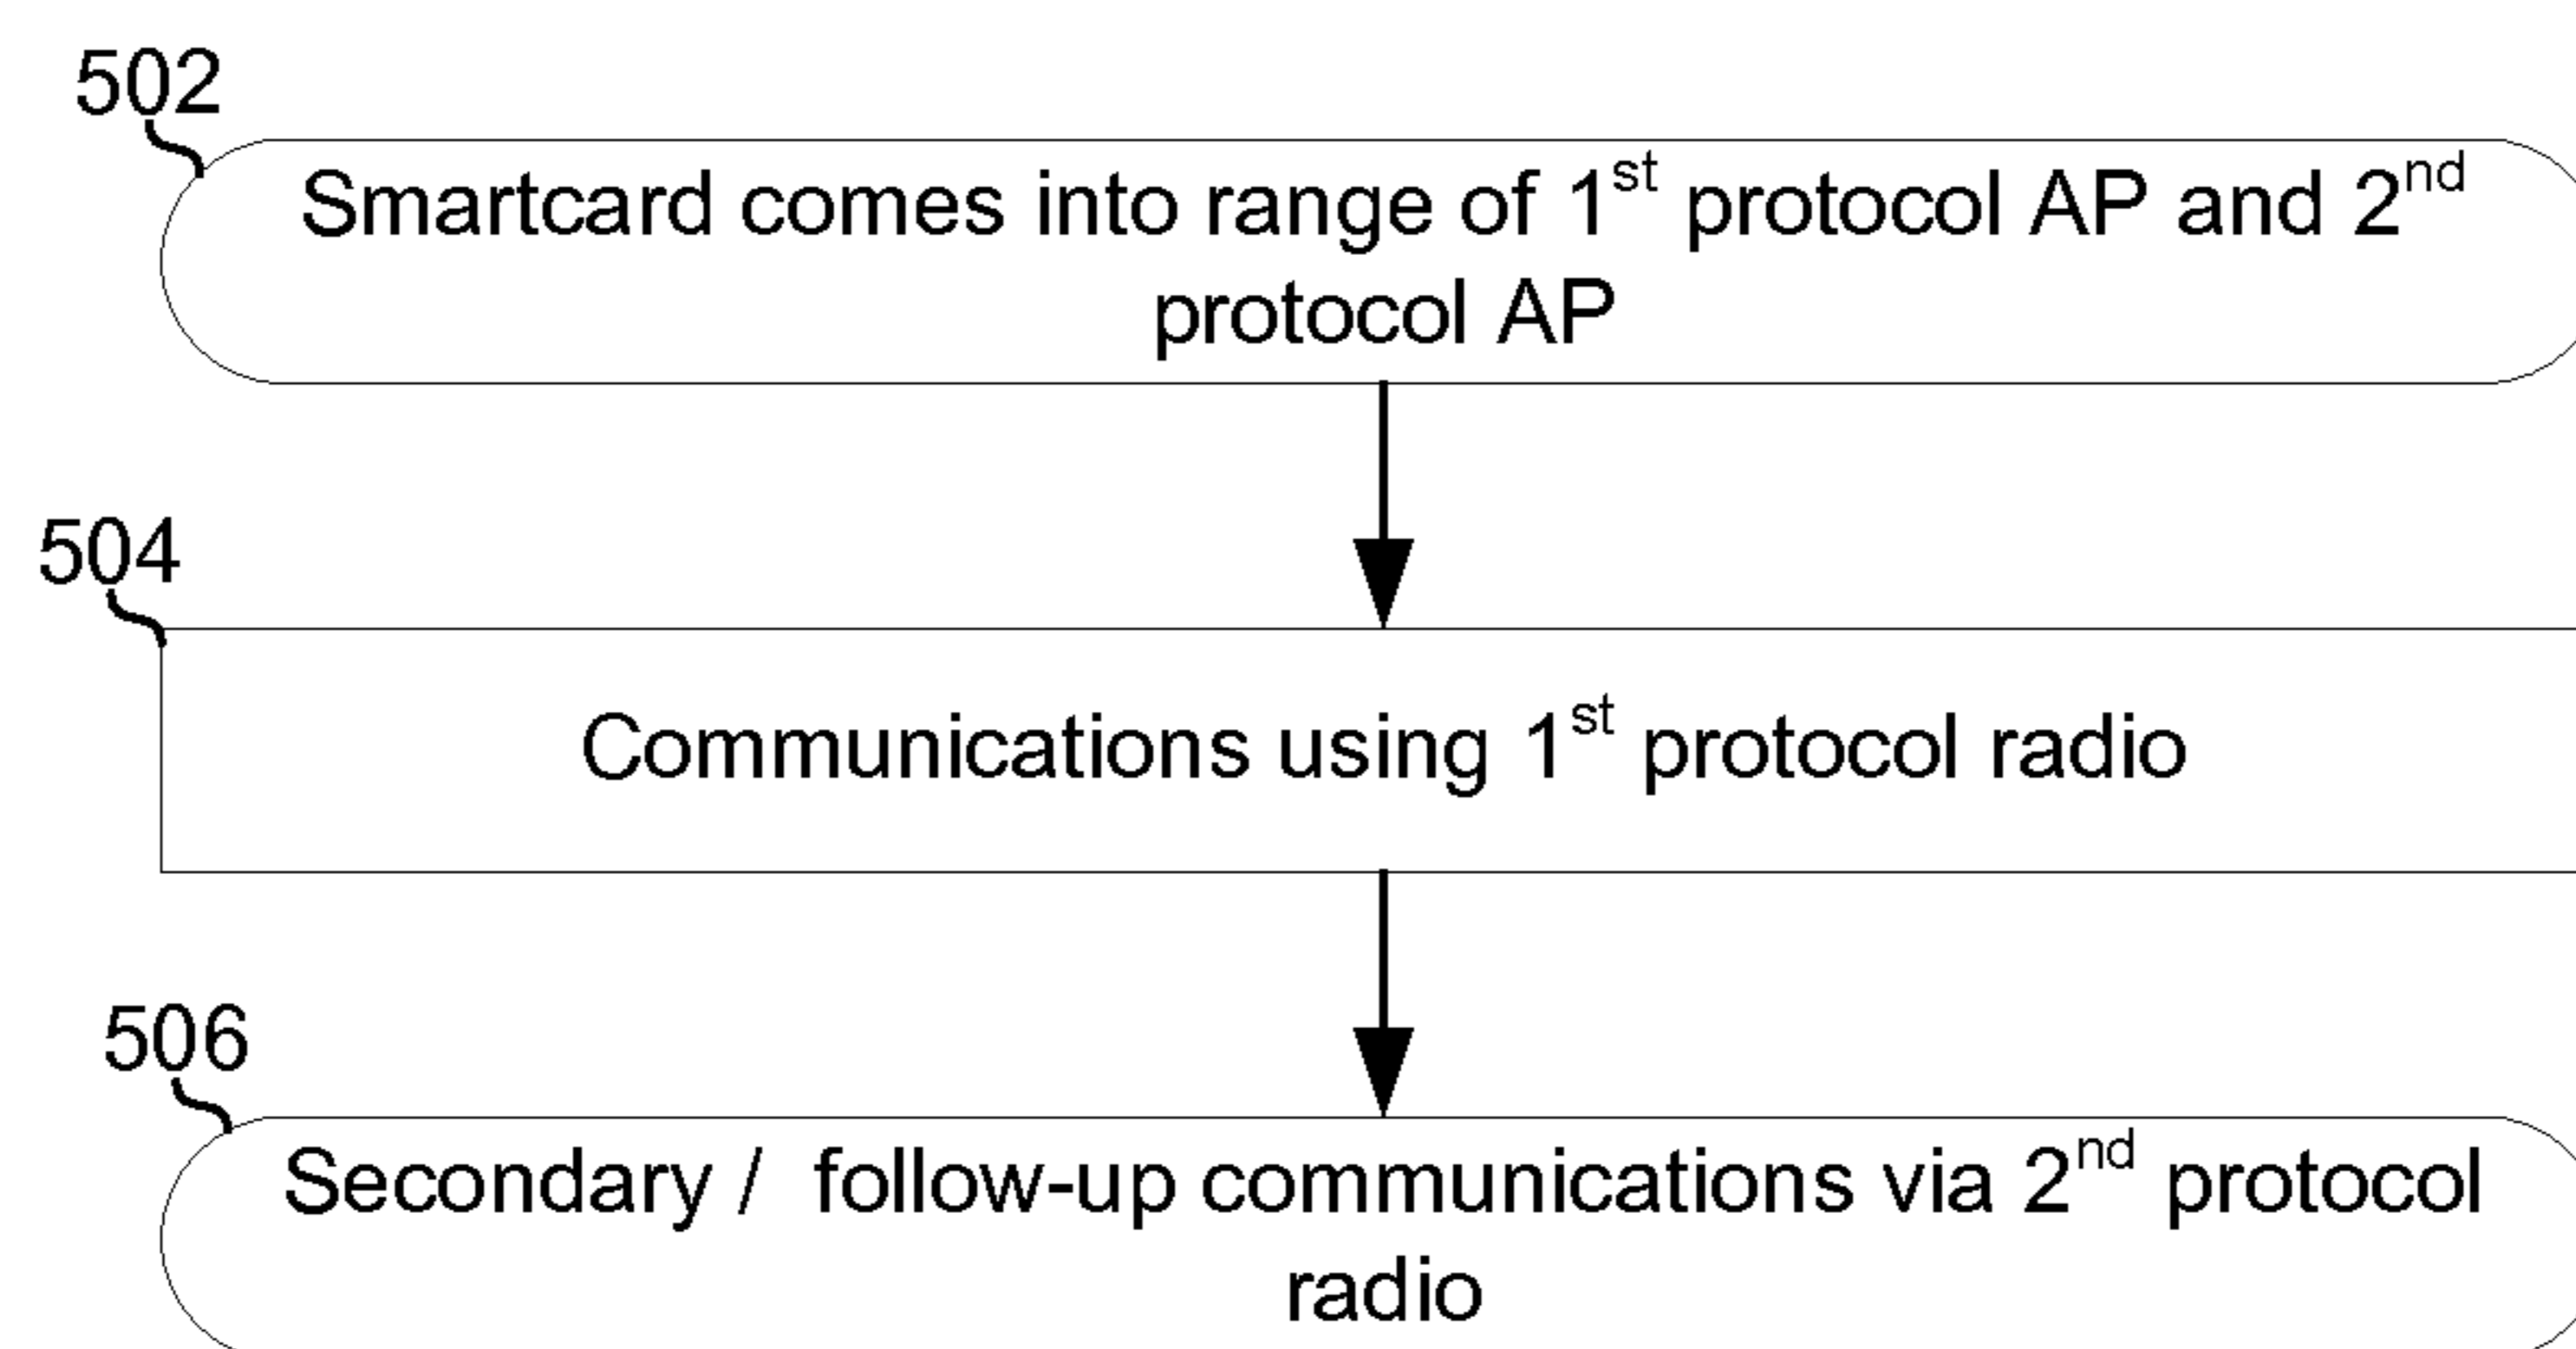 502
Smartcard comes into range of 1st protocol AP and 2nd
protocol AP
504
Communications using 1st protocol radio
506
Secondary /  follow-up communications via 2nd protocol
radio